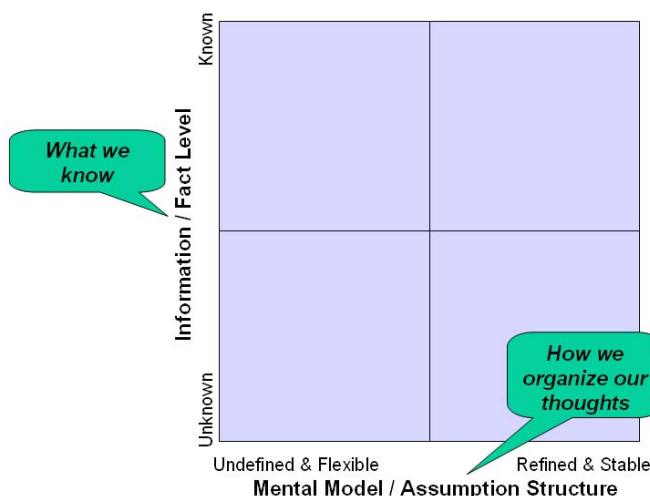 Known
What we
know
Information / Fact Level
How we
organize our
thoughts
Unknown
Undefined & Flexible
Refined & Stable
Mental Model / Assumption Structure